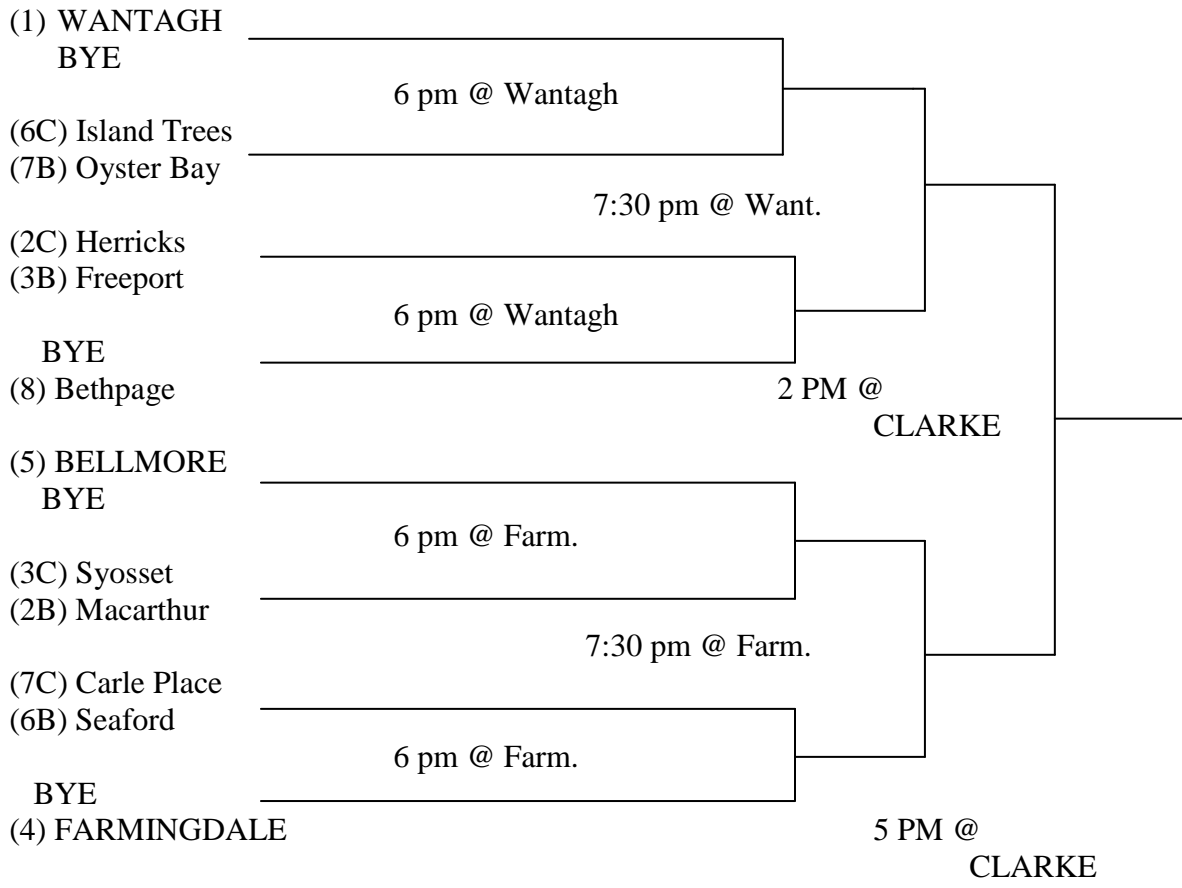 (1) WANTAGH
BYE
6 pm @ Wantagh
(6C) Island Trees
(7B) Oyster Bay
7:30 pm @ Want.
(2C) Herricks
(3B) Freeport
6 pm @ Wantagh
BYE
(8) Bethpage
2 PM @
CLARKE
(5) BELLMORE
BYE
6 pm @ Farm.
(3C) Syosset
(2B) Macarthur
7:30 pm @ Farm.
(7C) Carle Place
(6B) Seaford
6 pm @ Farm.
BYE
(4) FARMINGDALE
5 PM @
CLARKE